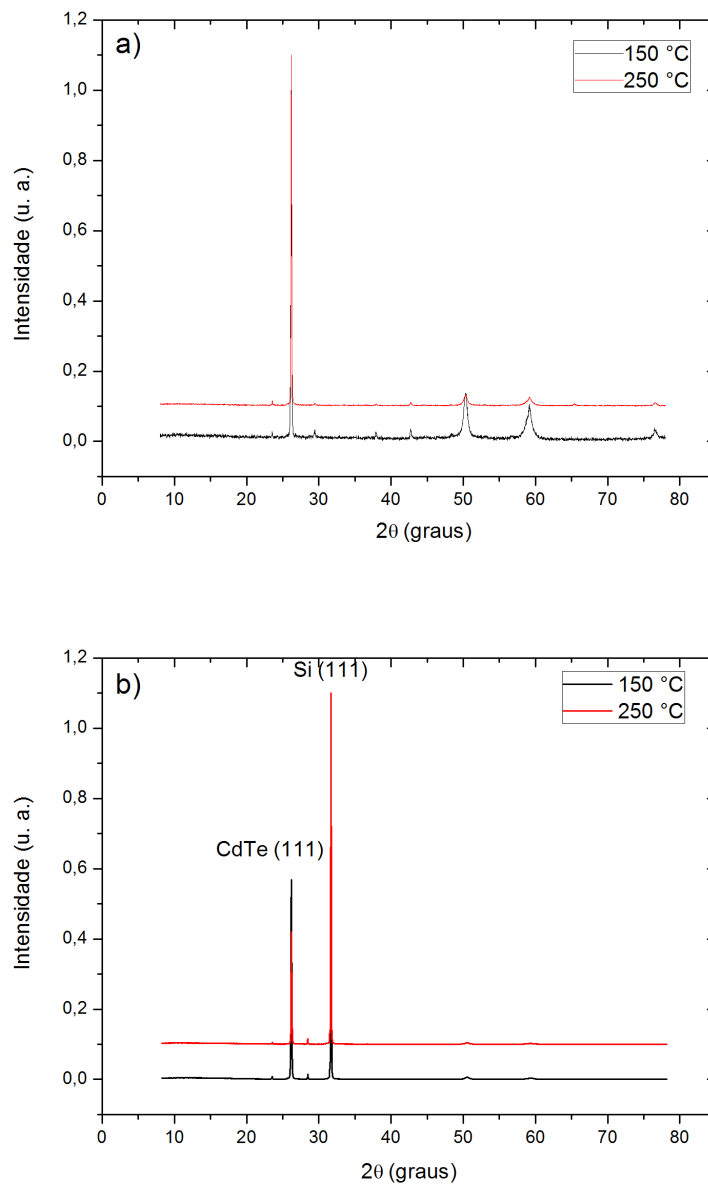 a)
150 °C
250 °C
1,2
1,0
0,8
0,6
0,4
0,2
0,0
Intensidade (u. a.)
0 10 20 30 40 50 60 70 80
2θ (graus)
b)
Si (111)
150 °C
250 °C
CdTe (111)
1,2
1,0
0,8
0,6
0,4
0,2
0,0
Intensidade (u. a.)
0 10 20 30 40 50 60 70 80
2θ (graus)